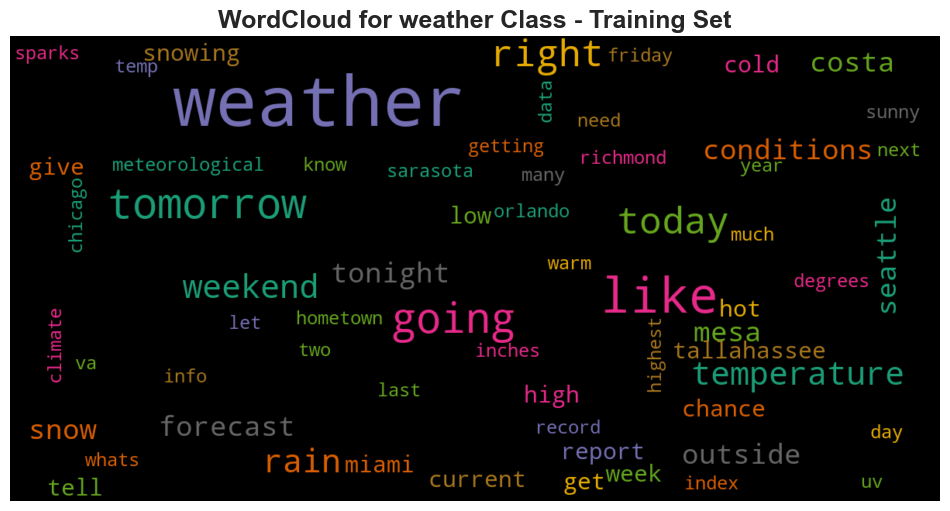 WordCloud for weather Class - Training Set
sparks
snowing
right
friday
temp
cold
costa
weather
data
sunny
need
getting
conditions
next
give
meteorological
know
richmond
year
sarasota
many
chicago
tomorrow
low
orlando
today
much
seattle
tonight
warm
weekend
like
degrees
hot
going
climate
let
hometown
mesa
highest
two
inches
tallahassee
va
info
temperature
last
high
chance
snow
forecast
record
day
whats
rain
miami
report
outside
tell
current
get
week
index
uv